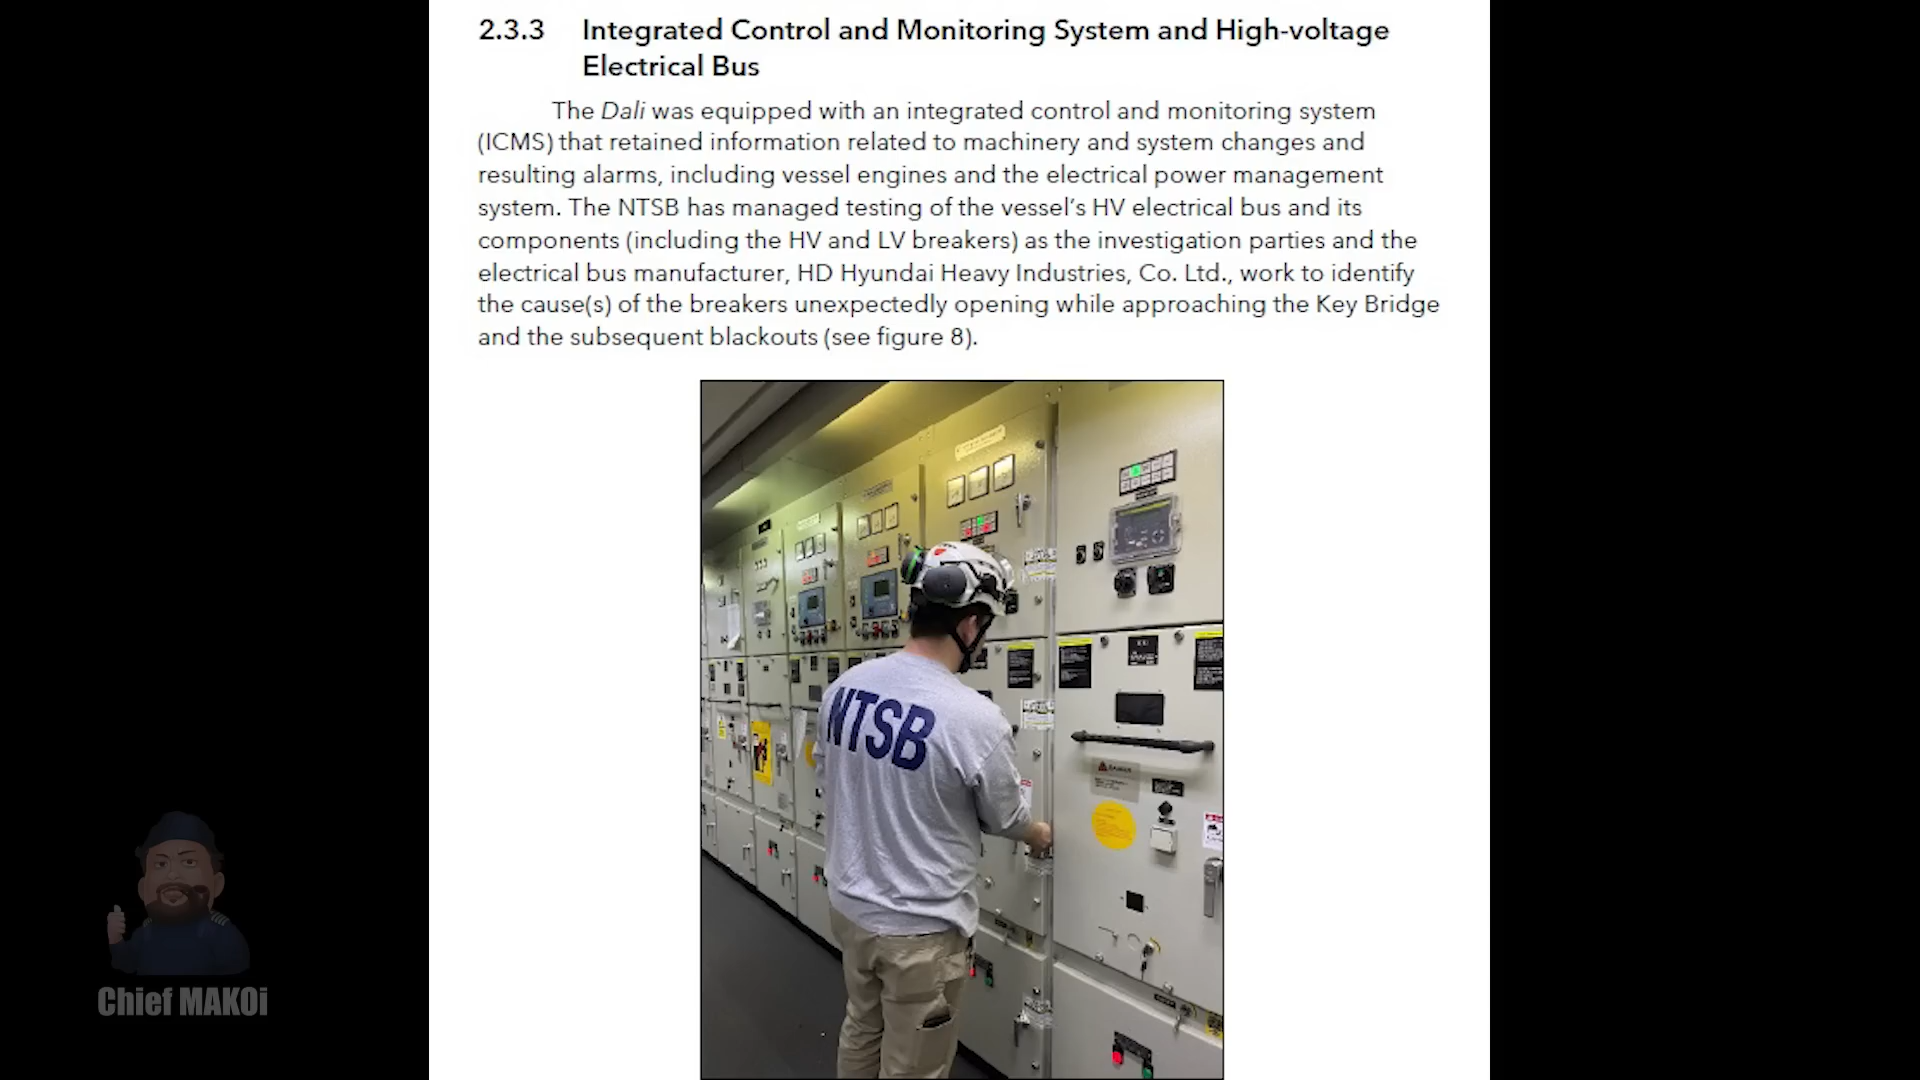 2.3.3 Integrated Control and Monitoring System and High-voltage
Electrical Bus
The Dali was equipped with an integrated control and monitoring system
(ICMS) that retained information related to machinery and system changes and
resulting alarms, including vessel engines and the electrical power management
system. The NTSB has managed testing of the vessel's HV electrical bus and its
components (including the HV and LV breakers) as the investigation parties and the
electrical bus manufacturer, HD Hyundai Heavy Industries, Co. Ltd., work to identify
the cause(s) of the breakers unexpectedly opening while approaching the Key Bridge
and the subsequent blackouts (see figure 8).
NTSB
Chief MAKOi